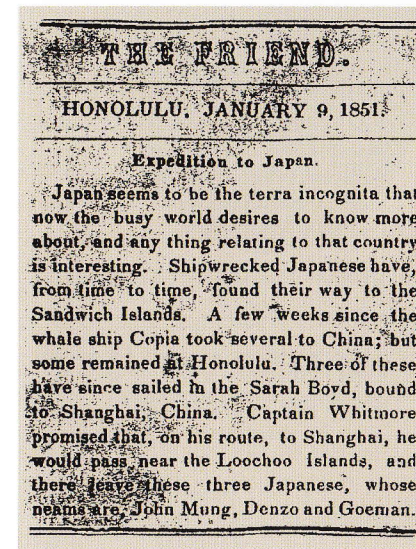 THE FRIEND.
HONOLULU, JANUARY 9, 1851.
Expedition to Japan.
Japan seems to be the terra incognita that
now the busy world desires to know more
about, and any thing relating to that country
is interesting. Shipwrecked Japanese have,
from time to time, found their way to the
Sandwich Islands. A few weeks since the
whale ship Copia took several to China; but
some remained at Honolulu. Three of these
have since sailed in the Sarah Boyd, bound
to Shanghai, China. Captain Whitmore
promised that, on his route, to Shanghai, he
would pass near the Loochoo Islands, and
there leave these three Japanese, whose
neams are, John Mung, Denzo and Goeman.